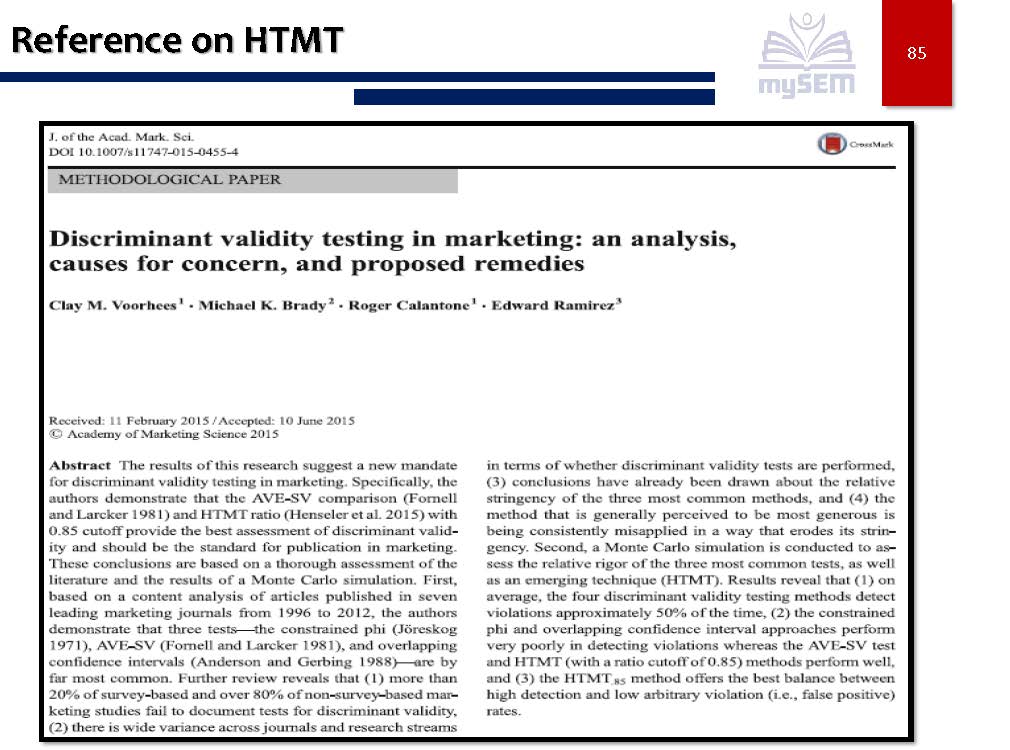 Reference on HTMT
mySEM
85
J. of the Acad. Mark. Sci.
DOI 10.1007/s11747-015-0455-4
CrossMark
METHODOLOGICAL PAPER
Discriminant validity testing in marketing: an analysis,
causes for concern, and proposed remedies
Clay M. Voorhees¹ · Michael K. Brady² · Roger Calantone¹ · Edward Ramirez³
Received: 11 February 2015 / Accepted: 10 June 2015
© Academy of Marketing Science 2015
Abstract The results of this research suggest a new mandate
for discriminant validity testing in marketing. Specifically, the
authors demonstrate that the AVE-SV comparison (Fornell
and Larcker 1981) and HTMT ratio (Henseler et al. 2015) with
0.85 cutoff provide the best assessment of discriminant valid-
ity and should be the standard for publication in marketing.
These conclusions are based on a thorough assessment of the
literature and the results of a Monte Carlo simulation. First,
based on a content analysis of articles published in seven
leading marketing journals from 1996 to 2012, the authors
demonstrate that three tests—the constrained phi (Jöreskog
1971), AVE-SV (Fornell and Larcker 1981), and overlapping
confidence intervals (Anderson and Gerbing 1988)—are by
far most common. Further review reveals that (1) more than
20% of survey-based and over 80% of non-survey-based mar-
keting studies fail to document tests for discriminant validity,
(2) there is wide variance across journals and research streams
in terms of whether discriminant validity tests are performed,
(3) conclusions have already been drawn about the relative
stringency of the three most common methods, and (4) the
method that is generally perceived to be most generous is
being consistently misapplied in a way that erodes its strin-
gency. Second, a Monte Carlo simulation is conducted to as-
sess the relative rigor of the three most common tests, as well
as an emerging technique (HTMT). Results reveal that (1) on
average, the four discriminant validity testing methods detect
violations approximately 50% of the time, (2) the constrained
phi and overlapping confidence interval approaches perform
very poorly in detecting violations whereas the AVE-SV test
and HTMT (with a ratio cutoff of 0.85) methods perform well,
and (3) the HTMT.85 method offers the best balance between
high detection and low arbitrary violation (i.e., false positive)
rates.